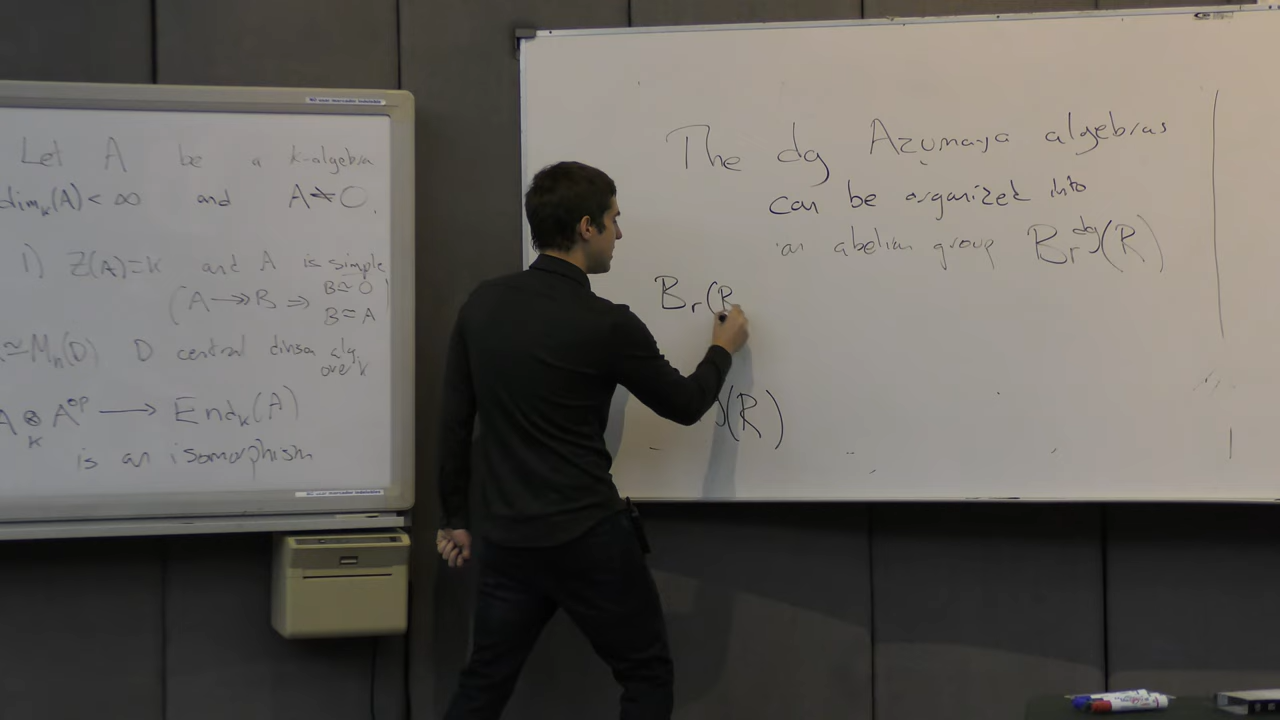 Let A be a k-algebra
dim_k(A) < ∞ and A ≠ 0.
1) Z(A)=k and A is simple
(A ↠ B ⇒ B ≅ 0
B ≅ A)
≅ M_n(D) D central division alg.
over k
A ⊗_k A^op ⟶ End_k(A)
is an isomorphism
The dg Azumaya algebras
can be organized into
an abelian group Br^dg(R)
Br(R
(R)